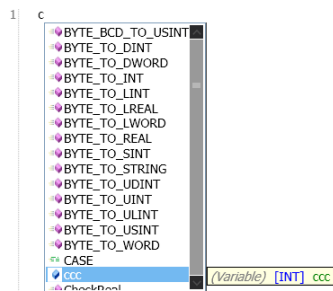 1 c
BYTE_BCD_TO_USINT
BYTE_TO_DINT
BYTE_TO_DWORD
BYTE_TO_INT
BYTE_TO_LINT
BYTE_TO_LREAL
BYTE_TO_LWORD
BYTE_TO_REAL
BYTE_TO_SINT
BYTE_TO_STRING
BYTE_TO_UDINT
BYTE_TO_UINT
BYTE_TO_ULINT
BYTE_TO_USINT
BYTE_TO_WORD
CASE
ccc (Variable) [INT] ccc
CheckReal